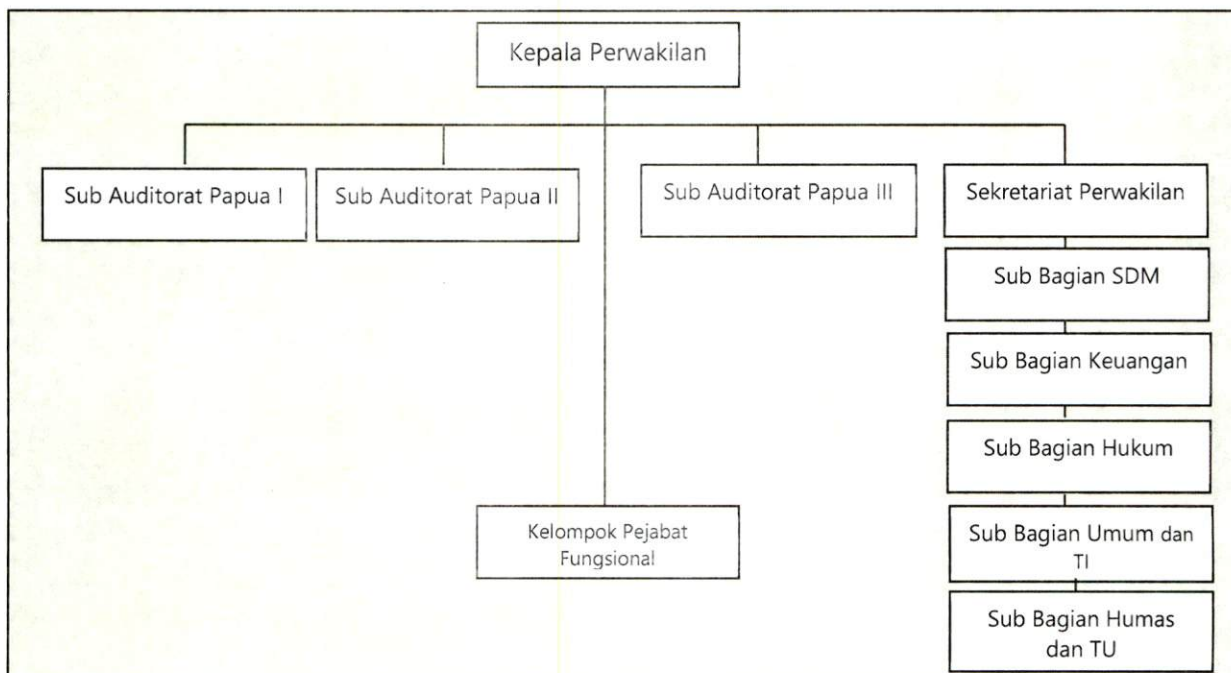 Kepala Perwakilan
Sub Auditorat Papua I
Sub Auditorat Papua II
Sub Auditorat Papua III
Sekretariat Perwakilan
Sub Bagian SDM
Sub Bagian Keuangan
Sub Bagian Hukum
Sub Bagian Umum dan
TI
Sub Bagian Humas
dan TU
Kelompok Pejabat
Fungsional